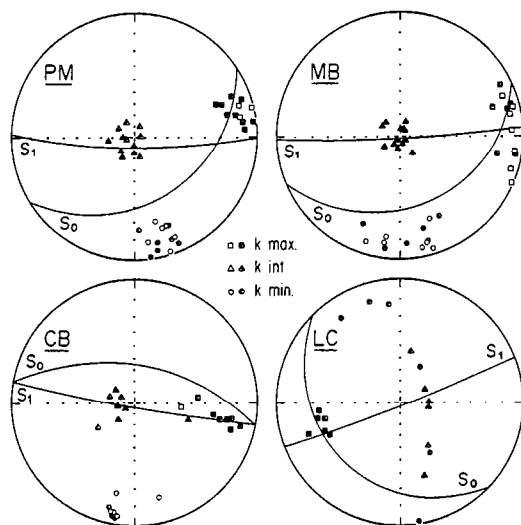 PM
MB
S1
S1
S0
S0
k max.
k int
k min.
CB
LC
S0
S1
S1
S0